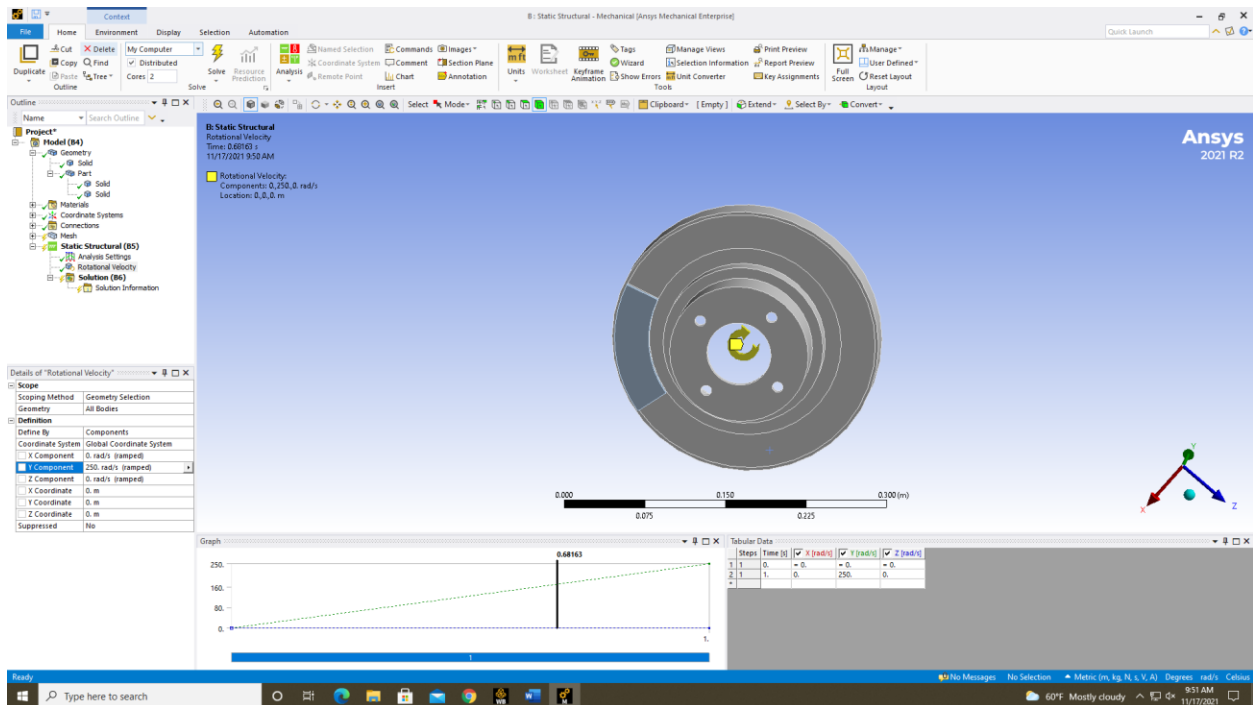 Context
B : Static Structural - Mechanical [Ansys Mechanical Enterprise]
File Home Environment Display Selection Automation
Quick Launch
Duplicate
Cut
Copy
Paste
Delete
Find
Tree
Outline
My Computer
Distributed
Cores 2
Solve
Resource Prediction
Solve
Analysis
Named Selection
Coordinate System
Remote Point
Commands
Comment
Chart
Images
Section Plane
Annotation
Insert
Units
Worksheet
Keyframe Animation
Tags
Wizard
Show Errors
Manage Views
Selection Information
Unit Converter
Print Preview
Report Preview
Key Assignments
Tools
Full Screen
Manage
User Defined
Reset Layout
Layout
Outline
Name Search Outline
Select Mode Clipboard [ Empty ] Extend Select By Convert
Project*
Model (B4)
Geometry
Solid
Part
Solid
Solid
Materials
Coordinate Systems
Connections
Mesh
Static Structural (B5)
Analysis Settings
Rotational Velocity
Solution (B6)
Solution Information
B: Static Structural
Rotational Velocity
Time: 0.68163 s
11/17/2021 9:50 AM
Rotational Velocity:
Components: 0.,250.,0. rad/s
Location: 0.,0.,0. m
Ansys
2021 R2
0.000 0.150 0.300 (m)
0.075 0.225
Y
X
Z
Details of "Rotational Velocity"
Scope
Scoping Method Geometry Selection
Geometry All Bodies
Definition
Define By Components
Coordinate System Global Coordinate System
X Component 0. rad/s (ramped)
Y Component 250. rad/s (ramped)
Z Component 0. rad/s (ramped)
X Coordinate 0. m
Y Coordinate 0. m
Z Coordinate 0. m
Suppressed No
Graph
0.68163
250.
160.
80.
0.
1.
1
Tabular Data
Steps Time [s] X [rad/s] Y [rad/s] Z [rad/s]
1 1 0. = 0. = 0. = 0.
2 1 1. 0. 250. 0.
*
Ready
No Messages No Selection Metric (m, kg, N, s, V, A) Degrees rad/s Celsius
Type here to search
60°F Mostly cloudy
9:51 AM
11/17/2021